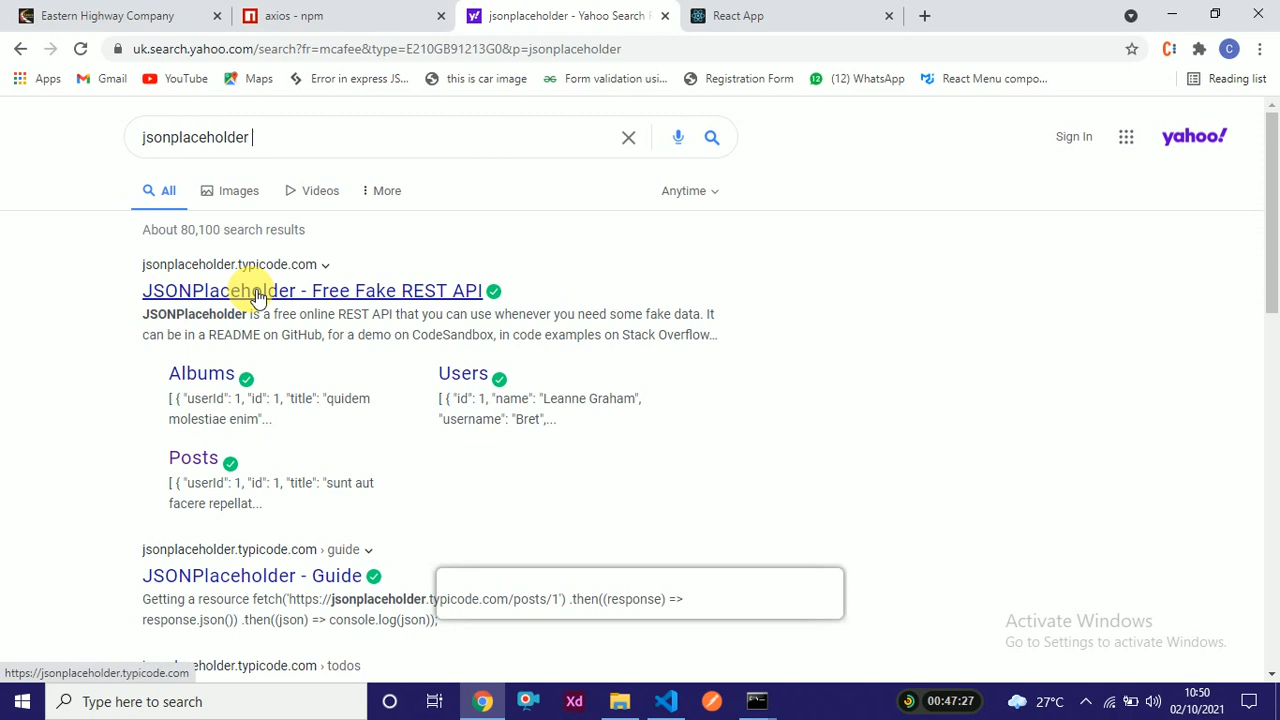 Eastern Highway Company
axios - npm
jsonplaceholder - Yahoo Search R
React App
uk.search.yahoo.com/search?fr=mcafee&type=E210GB91213G0&p=jsonplaceholder
C
Apps
Gmail
YouTube
Maps
Error in express JS...
this is car image
Form validation usi...
Registration Form
(12) WhatsApp
React Menu compo...
Reading list
jsonplaceholder
Sign In
yahoo!
All
Images
Videos
More
Anytime
About 80,100 search results
jsonplaceholder.typicode.com
JSONPlaceholder - Free Fake REST API
JSONPlaceholder is a free online REST API that you can use whenever you need some fake data. It
can be in a README on GitHub, for a demo on CodeSandbox, in code examples on Stack Overflow...
Albums
[ { "userId": 1, "id": 1, "title": "quidem
molestiae enim"...
Users
[ { "id": 1, "name": "Leanne Graham",
"username": "Bret",...
Posts
[ { "userId": 1, "id": 1, "title": "sunt aut
facere repellat...
jsonplaceholder.typicode.com › guide
JSONPlaceholder - Guide
Getting a resource fetch('https://jsonplaceholder.typicode.com/posts/1') .then((response) =>
response.json()) .then((json) => console.log(json));
eholder.typicode.com › todos
Activate Windows
Go to Settings to activate Windows.
https://jsonplaceholder.typicode.com
Type here to search
Xd
00:47:27
27°C
10:50
02/10/2021